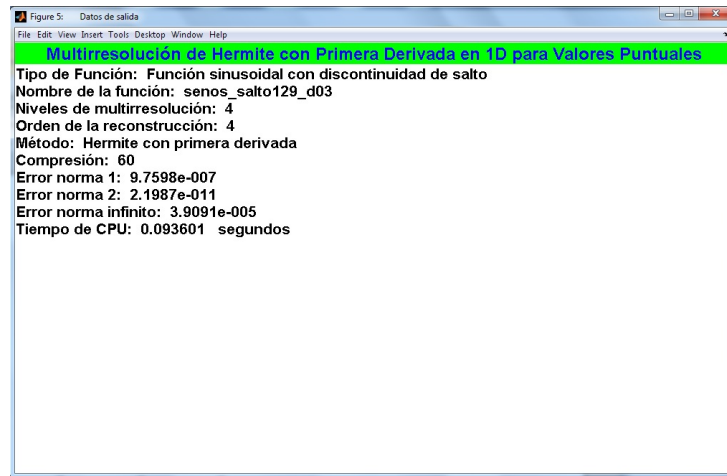 Figure 5: Datos de salida
File Edit View Insert Tools Desktop Window Help
Multirresolución de Hermite con Primera Derivada en 1D para Valores Puntuales
Tipo de Función: Función sinusoidal con discontinuidad de salto
Nombre de la función: senos_salto129_d03
Niveles de multirresolución: 4
Orden de la reconstrucción: 4
Método: Hermite con primera derivada
Compresión: 60
Error norma 1: 9.7598e-007
Error norma 2: 2.1987e-011
Error norma infinito: 3.9091e-005
Tiempo de CPU: 0.093601 segundos